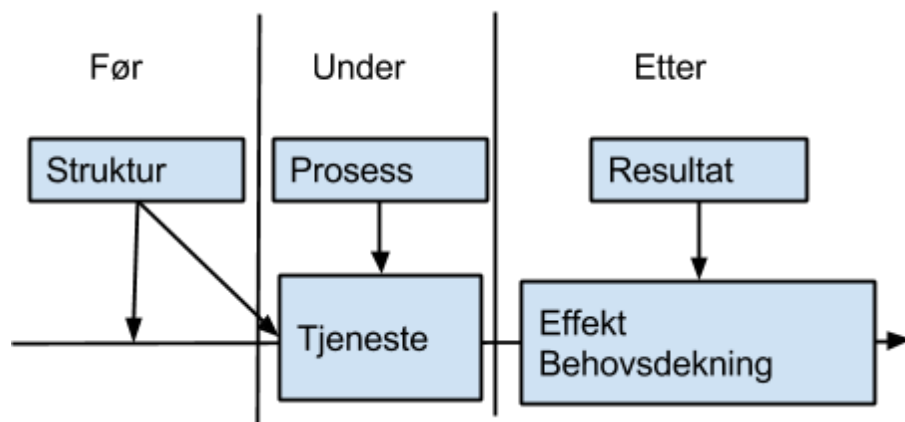 Før
Under
Etter
Struktur
Prosess
Resultat
Tjeneste
Effekt
Behovsdekning